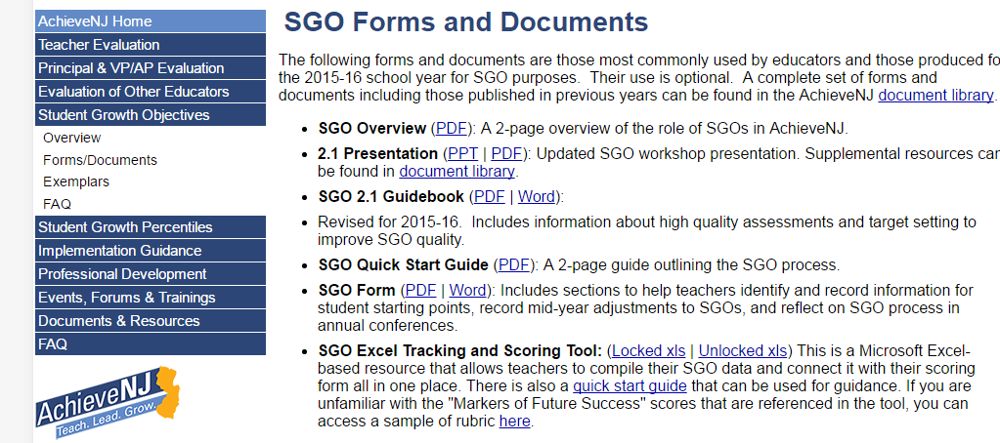 AchieveNJ Home
Teacher Evaluation
Principal & VP/AP Evaluation
Evaluation of Other Educators
Student Growth Objectives
Overview
Forms/Documents
Exemplars
FAQ
Student Growth Percentiles
Implementation Guidance
Professional Development
Events, Forums & Trainings
Documents & Resources
FAQ
AchieveNJ
Teach. Lead. Grow.
SGO Forms and Documents
The following forms and documents are those most commonly used by educators and those produced fo
the 2015-16 school year for SGO purposes.  Their use is optional.  A complete set of forms and
documents including those published in previous years can be found in the AchieveNJ document library.
• SGO Overview (PDF): A 2-page overview of the role of SGOs in AchieveNJ.
• 2.1 Presentation (PPT | PDF): Updated SGO workshop presentation. Supplemental resources can
be found in document library.
• SGO 2.1 Guidebook (PDF | Word):
• Revised for 2015-16.  Includes information about high quality assessments and target setting to
improve SGO quality.
• SGO Quick Start Guide (PDF): A 2-page guide outlining the SGO process.
• SGO Form (PDF | Word): Includes sections to help teachers identify and record information for
student starting points, record mid-year adjustments to SGOs, and reflect on SGO process in
annual conferences.
• SGO Excel Tracking and Scoring Tool: (Locked xls | Unlocked xls) This is a Microsoft Excel-
based resource that allows teachers to compile their SGO data and connect it with their scoring
form all in one place. There is also a quick start guide that can be used for guidance. If you are
unfamiliar with the "Markers of Future Success" scores that are referenced in the tool, you can
access a sample of rubric here.